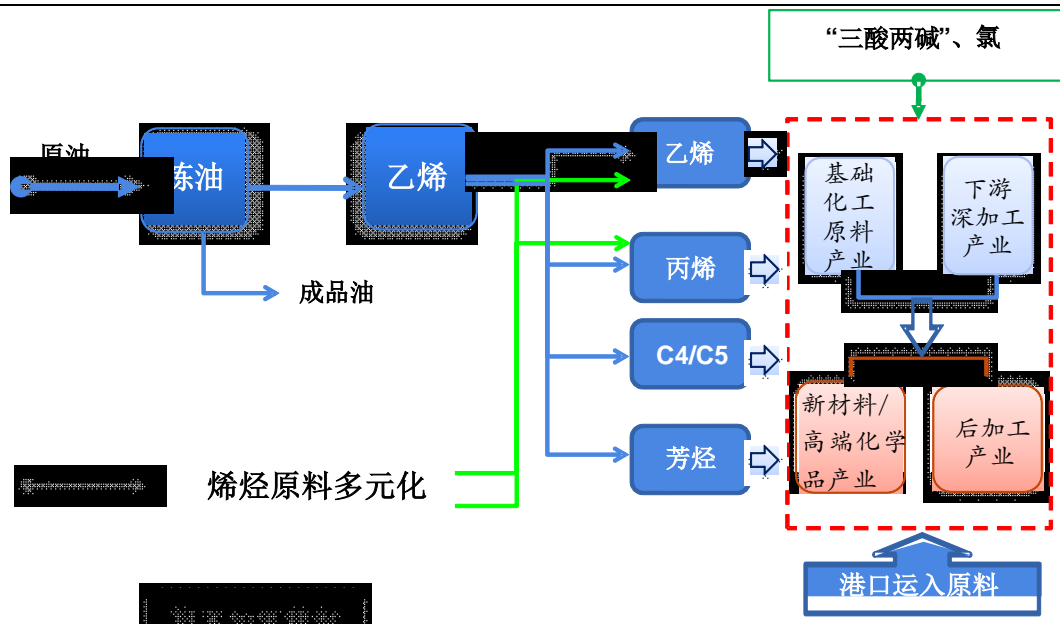 “三酸两碱”、氯
原油
炼油
乙烯
乙烯
基础
化工
原料
产业
下游
深加工
产业
丙烯
成品油
C4/C5
新材料/
高端化学
品产业
后加工
产业
芳烃
烯烃原料多元化
港口运入原料